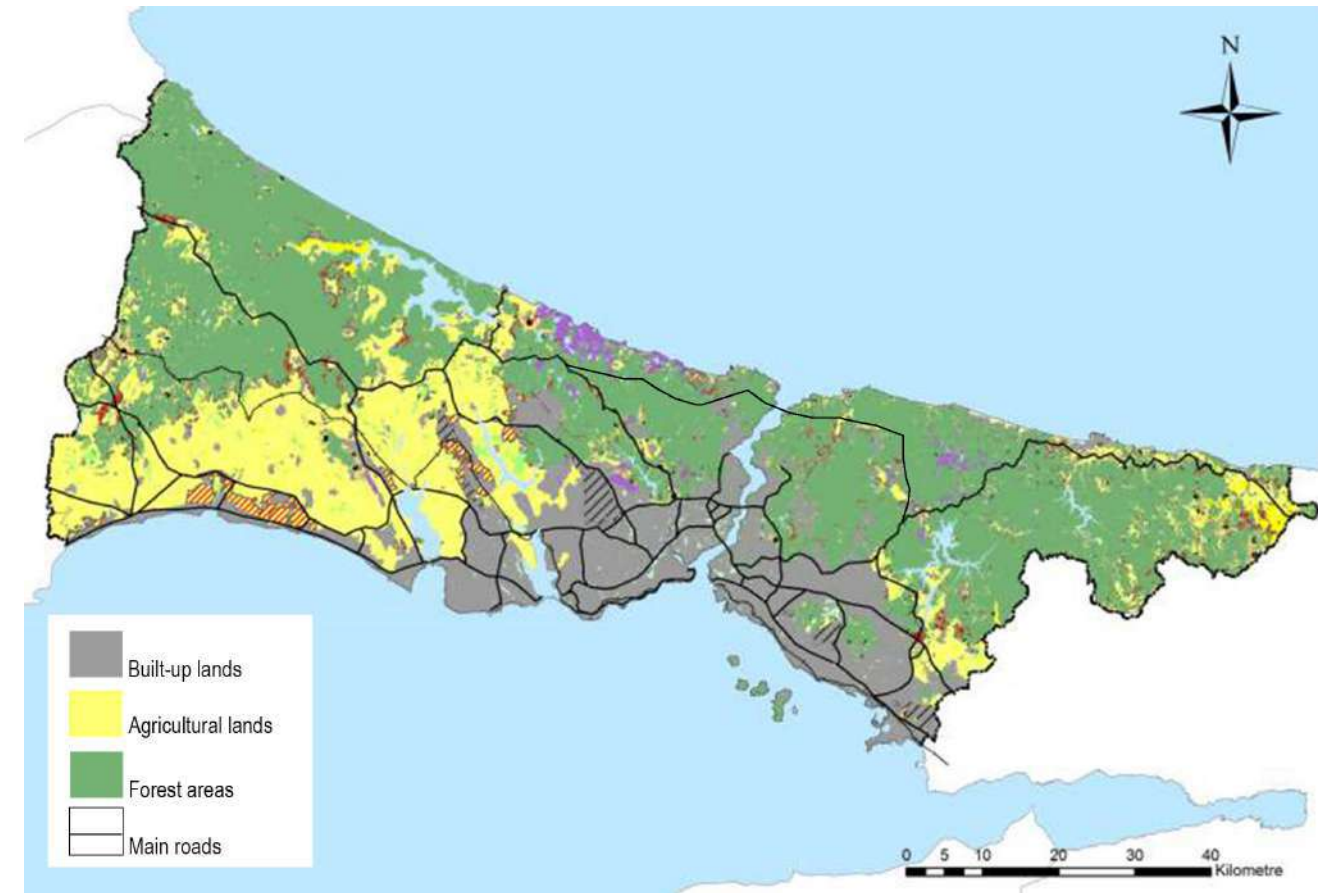 N
Built-up lands
Agricultural lands
Forest areas
Main roads
0 5 10 20 30 40
Kilometre